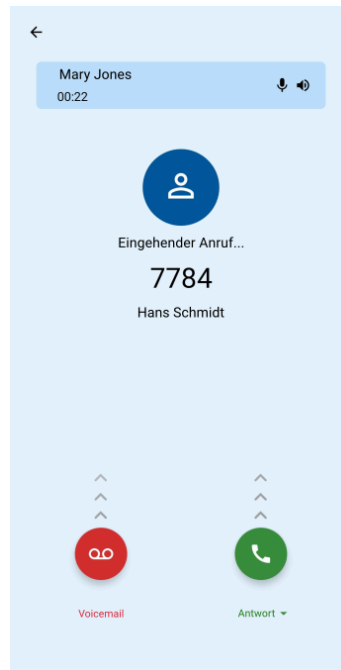 Mary Jones
00:22
Eingehender Anruf...
7784
Hans Schmidt
Voicemail
Antwort